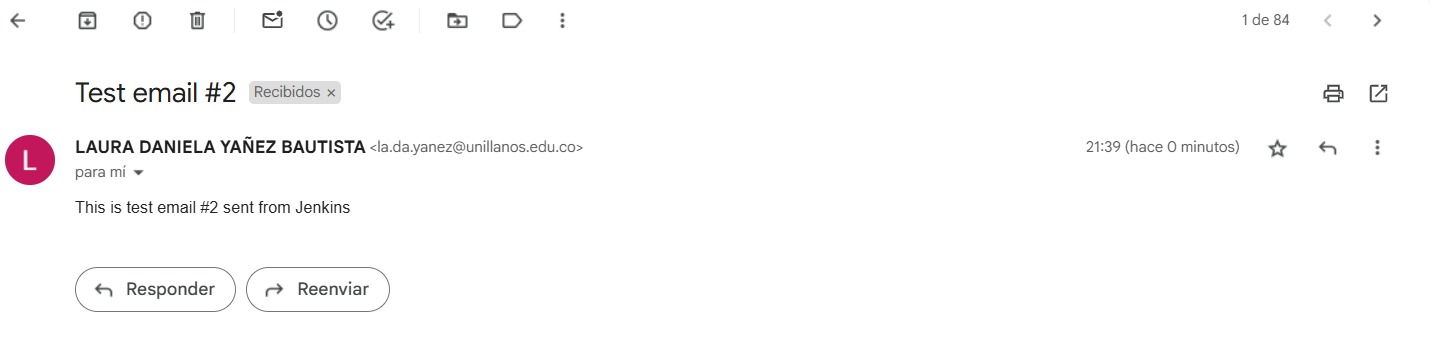 1 de 84
Test email #2 Recibidos ×
L
LAURA DANIELA YAÑEZ BAUTISTA <la.da.yanez@unillanos.edu.co> 21:39 (hace 0 minutos)
para mí
This is test email #2 sent from Jenkins
Responder Reenviar